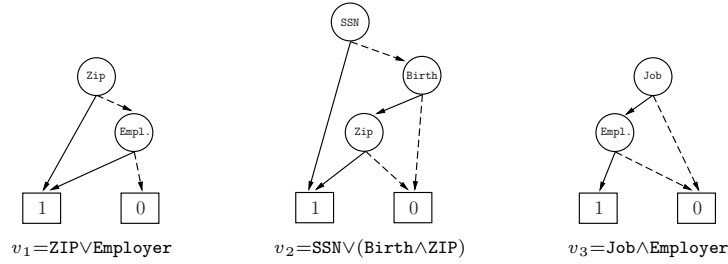 SSN
Zip
Birth
Job
Empl.
Zip
Empl.
1
0
1
0
1
0
v₁=ZIP∨Employer
v₂=SSN∨(Birth∧ZIP)
v₃=Job∧Employer